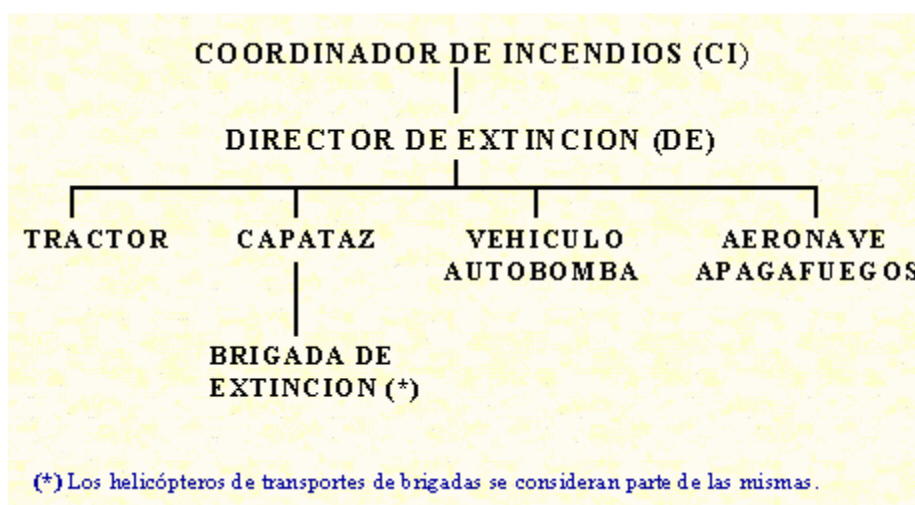 COORDINADOR DE INCENDIOS (CI)
DIRECTOR DE EXTINCION (DE)
TRACTOR
CAPATAZ
VEHICULO
AUTOBOMBA
AERONAVE
APAGAFUEGOS
BRIGADA DE
EXTINCION (*)
(*) Los helicópteros de transportes de brigadas se consideran parte de las mismas.